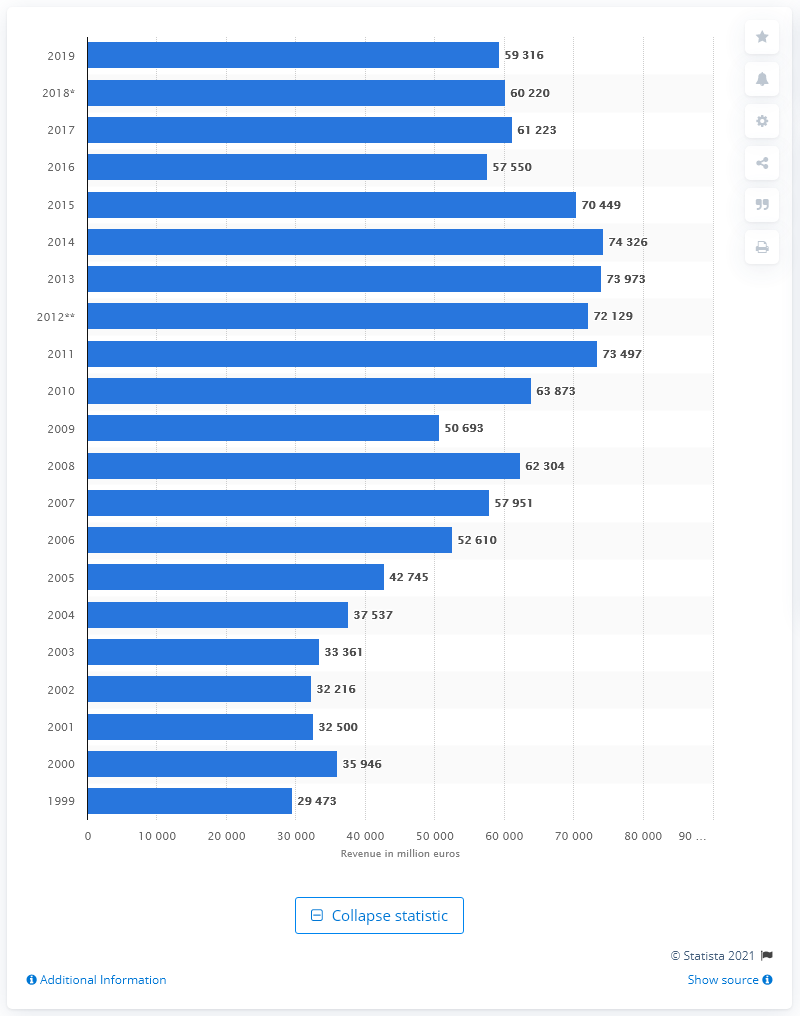 2019 59 316
2018* 60 220
2017 61 223
2016 57 550
2015 70 449
2014 74 326
2013 73 973
2012** 72 129
2011 73 497
2010 63 873
2009 50 693
2008 62 304
2007 57 951
2006 52 610
2005 42 745
2004 37 537
2003 33 361
2002 32 216
2001 32 500
2000 35 946
1999 29 473
0 10 000 20 000 30 000 40 000 50 000 60 000 70 000 80 000 90 ...
Revenue in million euros
Collapse statistic
© Statista 2021
Additional Information Show source